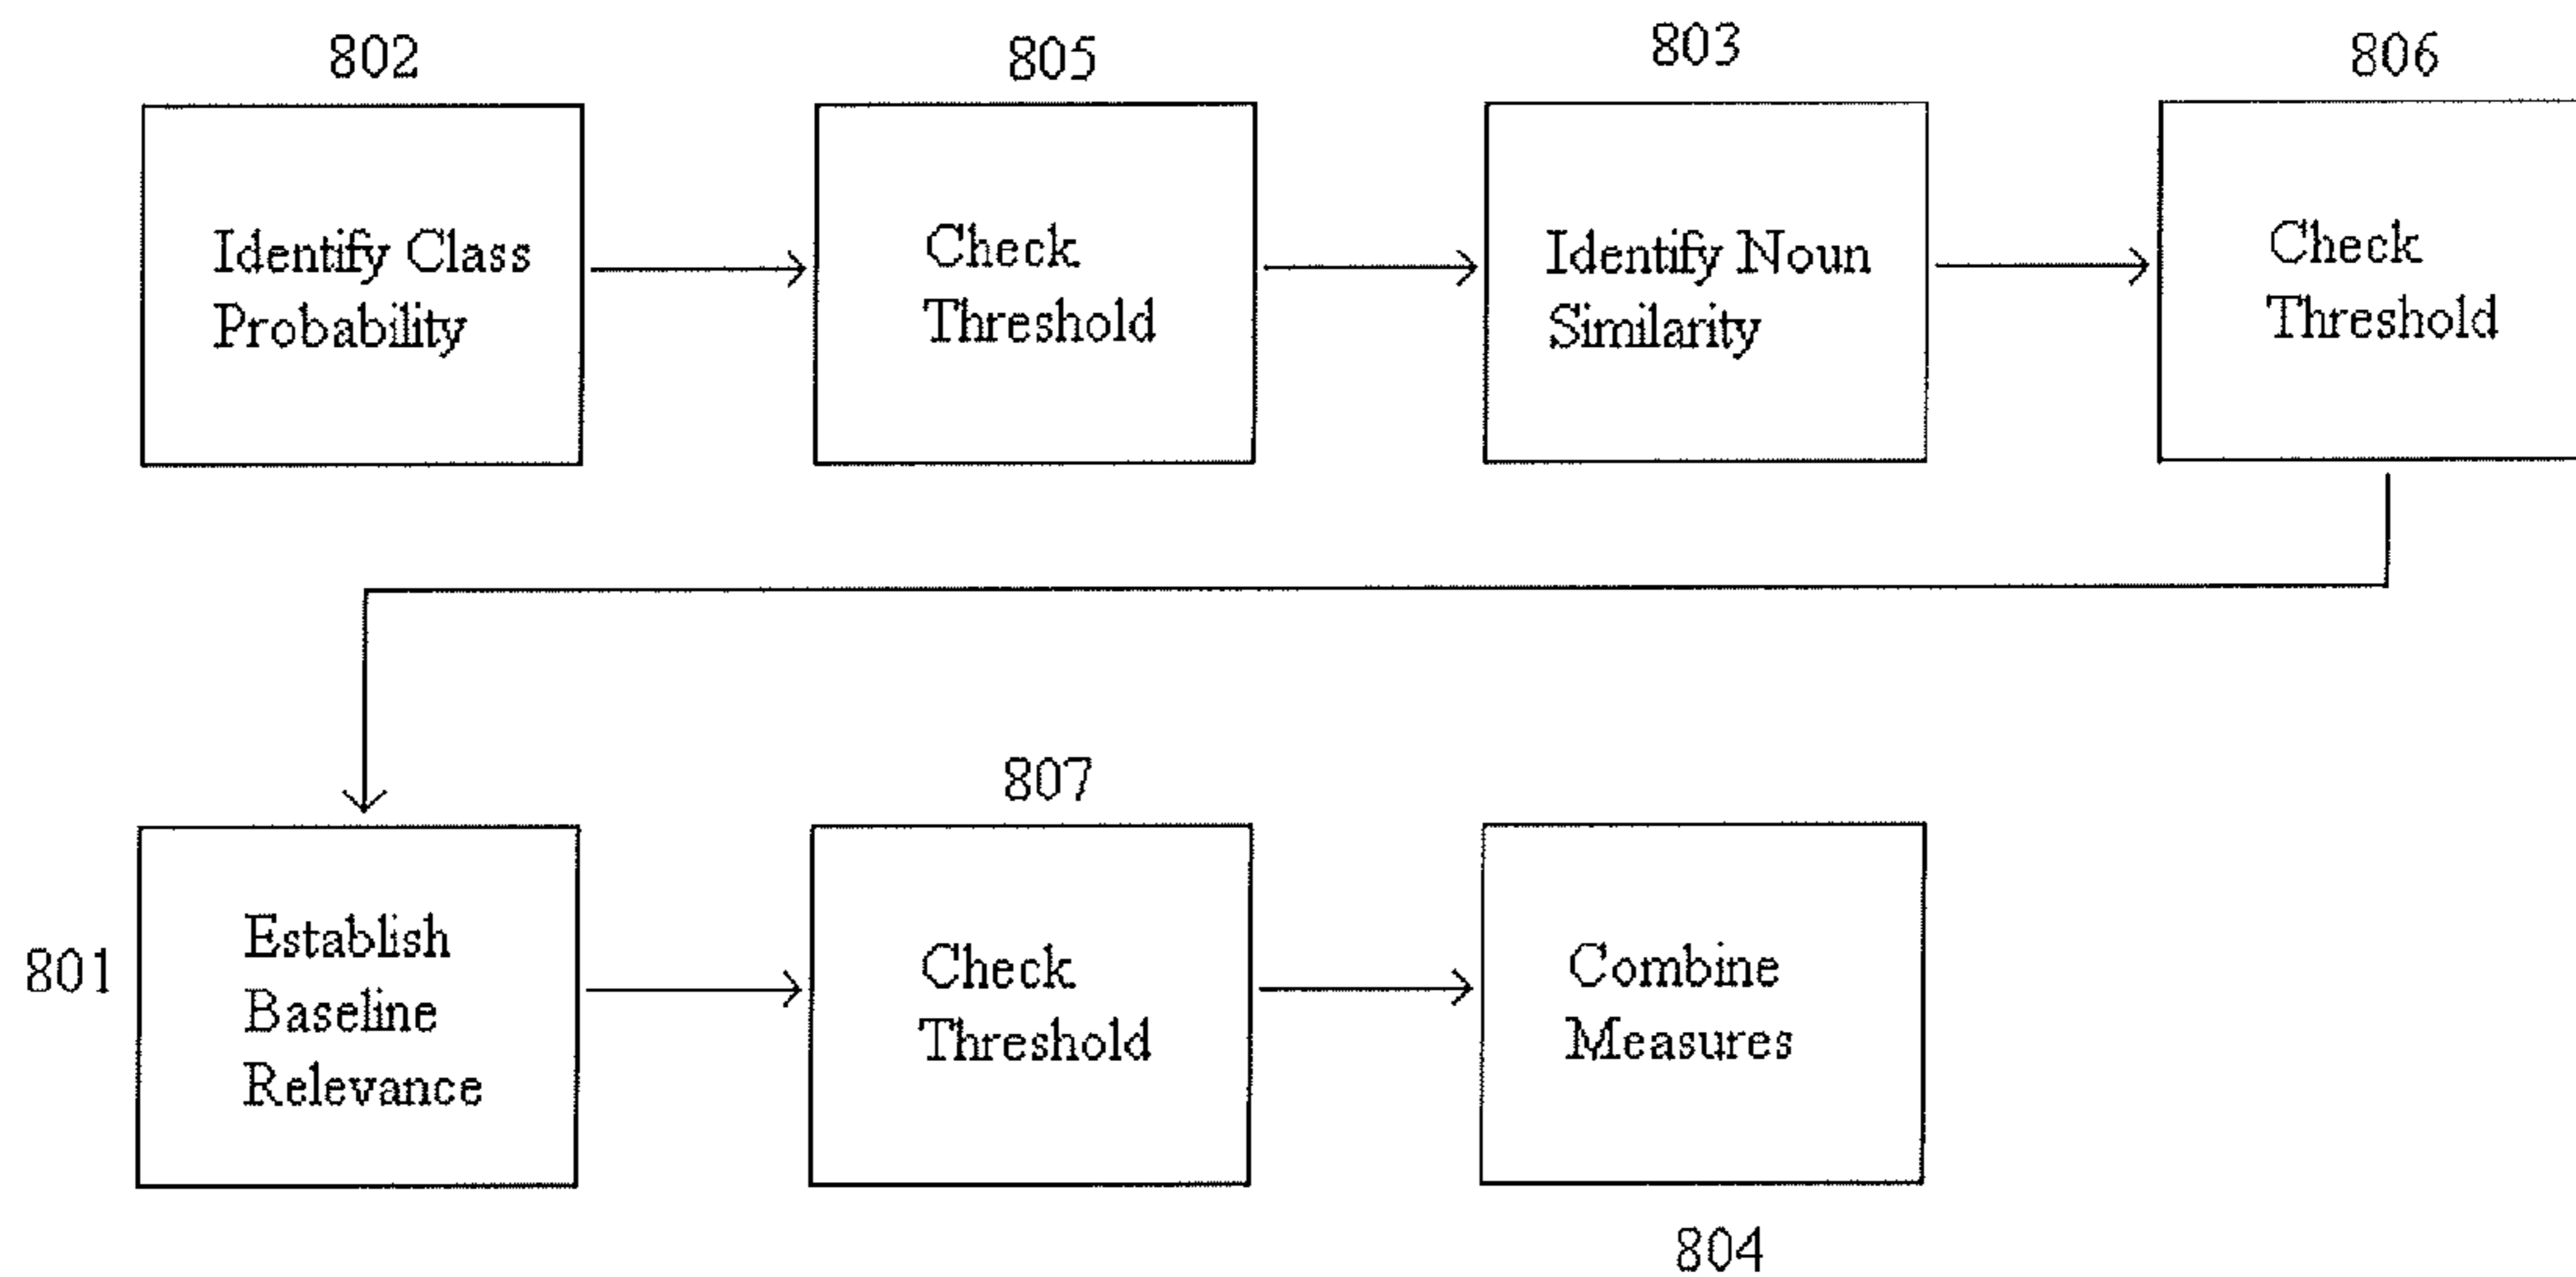 802
805
803
806
Identify Class
Probability
Check
Threshold
Identify Noun
Similarity
Check
Threshold
801
Establish
Baseline
Relevance
807
Check
Threshold
Combine
Measures
804